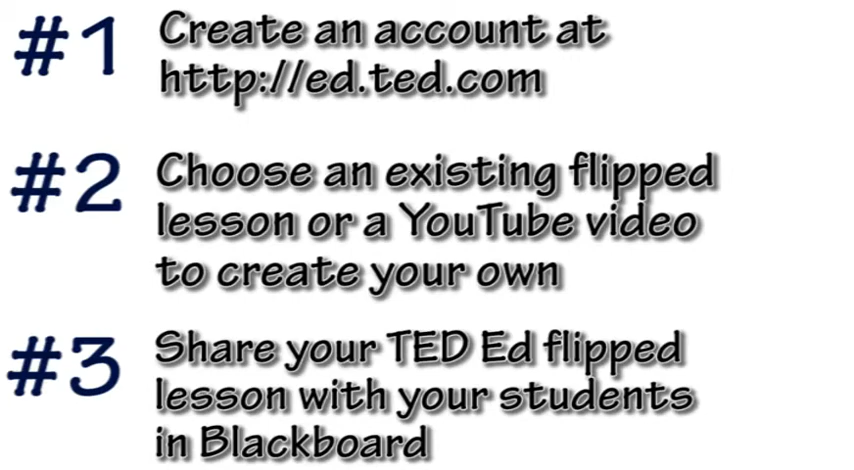 #1 Create an account at
http://ed.ted.com
#2 Choose an existing flipped
lesson or a YouTube video
to create your own
#3 Share your TED Ed flipped
lesson with your students
in Blackboard